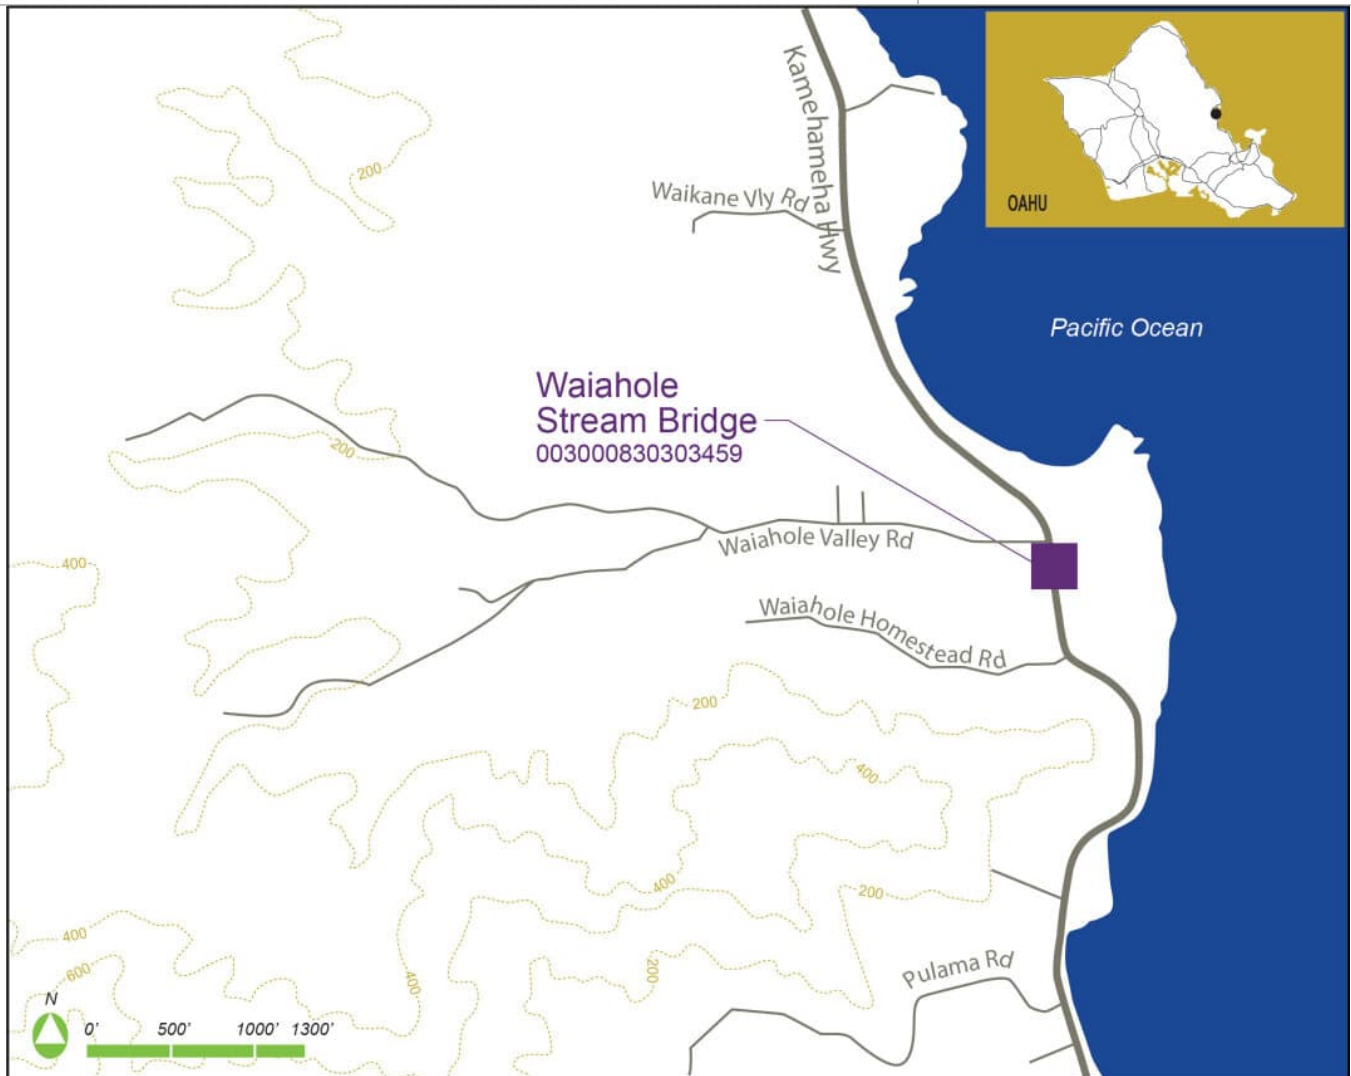 Kamehameha Hwy
OAHU
200
Waikane Vly Rd
Pacific Ocean
Waiahole
Stream Bridge
003000830303459
200
Waiahole Valley Rd
400
Waiahole Homestead Rd
200
400
400
200
400
600
400
200
Pulama Rd
N
0' 500' 1000' 1300'